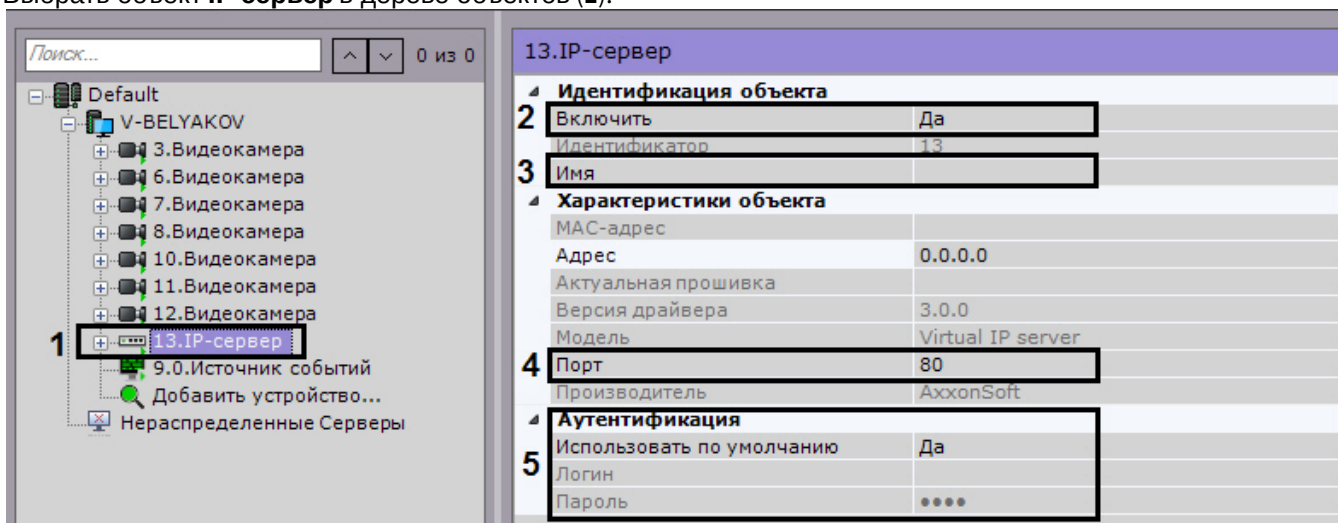 Выбрать объект IP-сервер в дереве объектов (1).
Поиск...
0 из 0
Default
V-BELYAKOV
3.Видеокамера
6.Видеокамера
7.Видеокамера
8.Видеокамера
10.Видеокамера
11.Видеокамера
12.Видеокамера
1
13.IP-сервер
9.0.Источник событий
Добавить устройство...
Нераспределенные Серверы
13.IP-сервер
Идентификация объекта
2 Включить Да
Идентификатор 13
3 Имя
Характеристики объекта
MAC-адрес
Адрес 0.0.0.0
Актуальная прошивка
Версия драйвера 3.0.0
Модель Virtual IP server
4 Порт 80
Производитель AxxonSoft
Аутентификация
Использовать по умолчанию Да
5
Логин
Пароль ●●●●